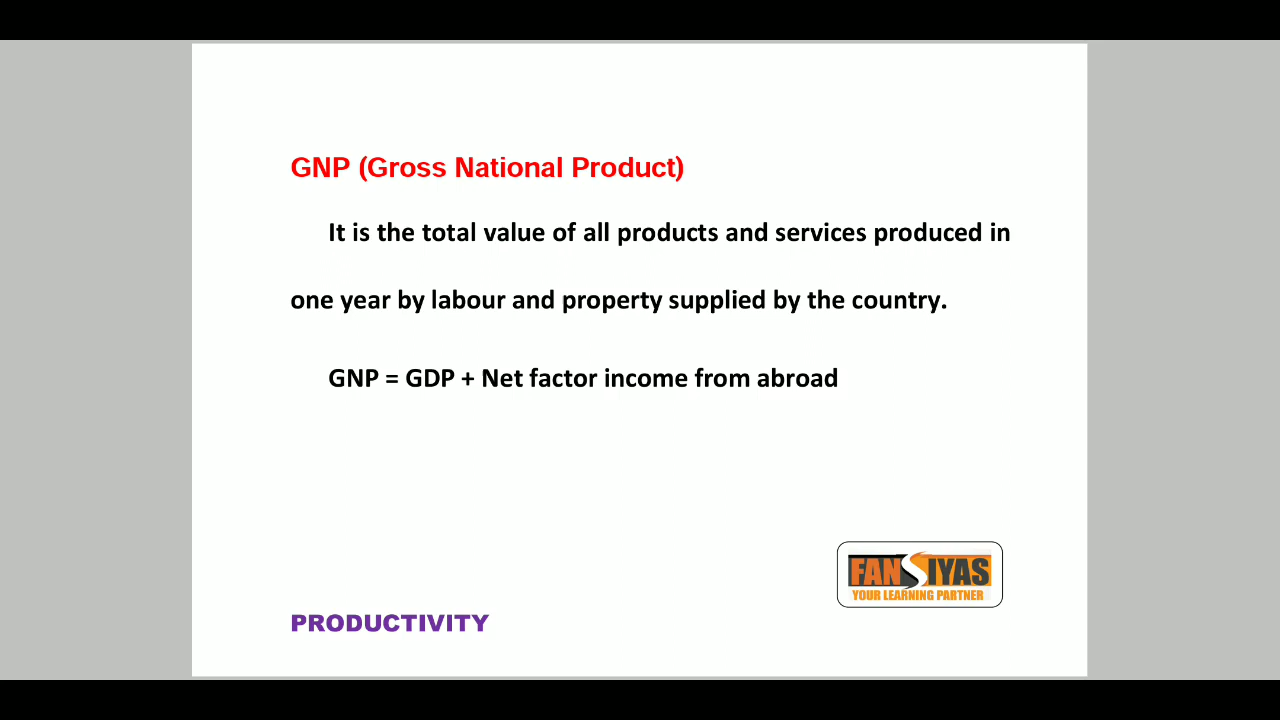 GNP (Gross National Product)
It is the total value of all products and services produced in
one year by labour and property supplied by the country.
GNP = GDP + Net factor income from abroad
FANSIYAS
YOUR LEARNING PARTNER
PRODUCTIVITY